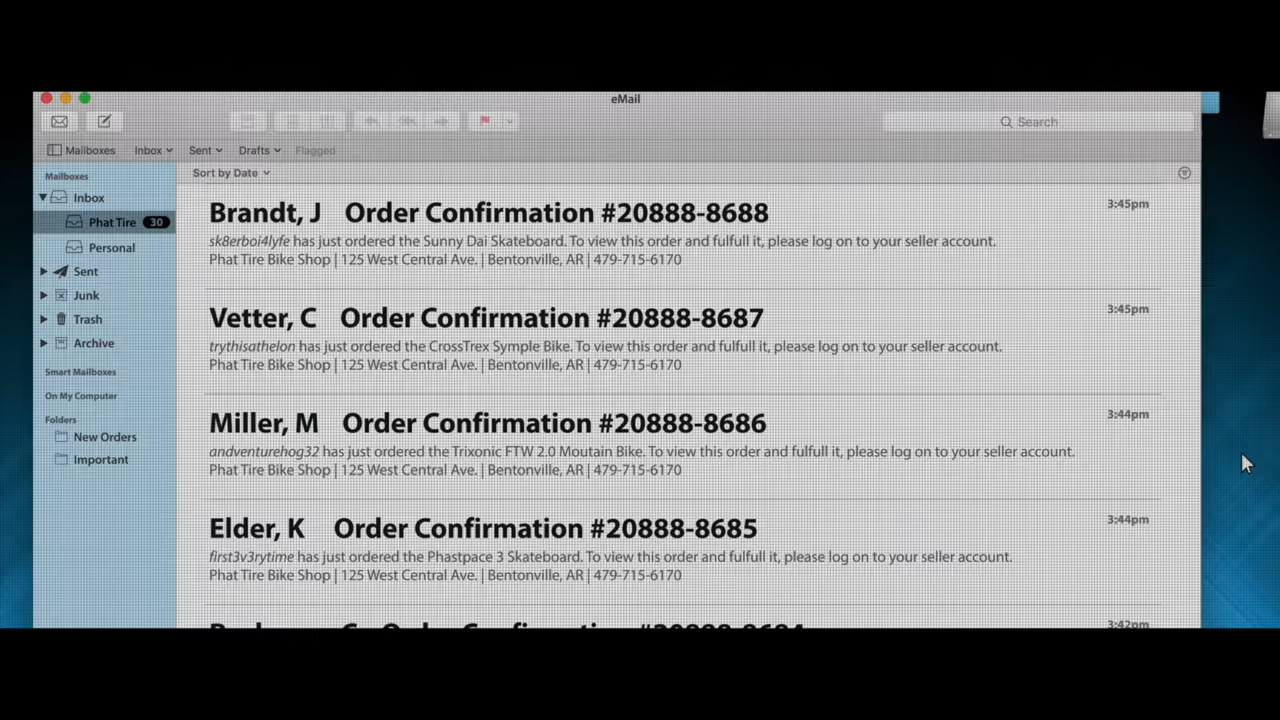 eMail
Search
Mailboxes Inbox Sent Drafts Flagged
Mailboxes
Sort by Date
Inbox
Phat Tire 30
Personal
Sent
Junk
Trash
Archive
Smart Mailboxes
On My Computer
Folders
New Orders
Important
Brandt, J Order Confirmation #20888-8688 3:45pm
sk8erboi4lyfe has just ordered the Sunny Dai Skateboard. To view this order and fulfull it, please log on to your seller account.
Phat Tire Bike Shop | 125 West Central Ave. | Bentonville, AR | 479-715-6170
Vetter, C Order Confirmation #20888-8687 3:45pm
trythisathelon has just ordered the CrossTrex Symple Bike. To view this order and fulfull it, please log on to your seller account.
Phat Tire Bike Shop | 125 West Central Ave. | Bentonville, AR | 479-715-6170
Miller, M Order Confirmation #20888-8686 3:44pm
andventurehog32 has just ordered the Trixonic FTW 2.0 Moutain Bike. To view this order and fulfull it, please log on to your seller account.
Phat Tire Bike Shop | 125 West Central Ave. | Bentonville, AR | 479-715-6170
Elder, K Order Confirmation #20888-8685 3:44pm
first3v3rytime has just ordered the Phastpace 3 Skateboard. To view this order and fulfull it, please log on to your seller account.
Phat Tire Bike Shop | 125 West Central Ave. | Bentonville, AR | 479-715-6170
Order Confirmation #20888-8684 3:42pm